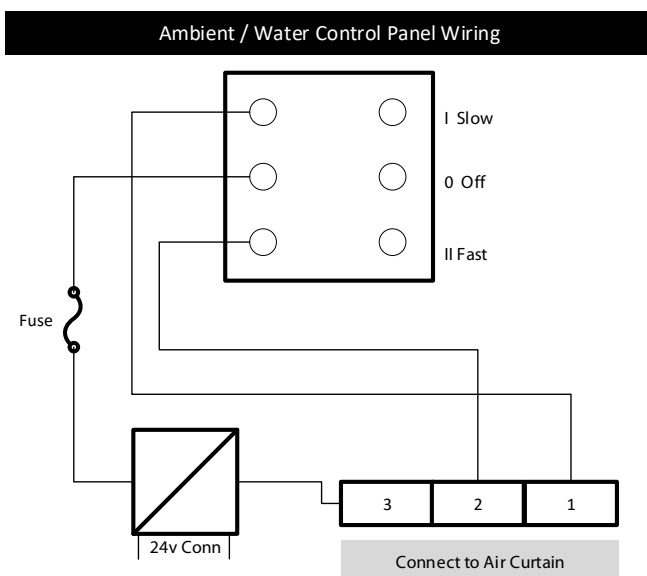 Ambient / Water Control Panel Wiring
I Slow
0 Off
II Fast
Fuse
3 2 1
24v Conn
Connect to Air Curtain